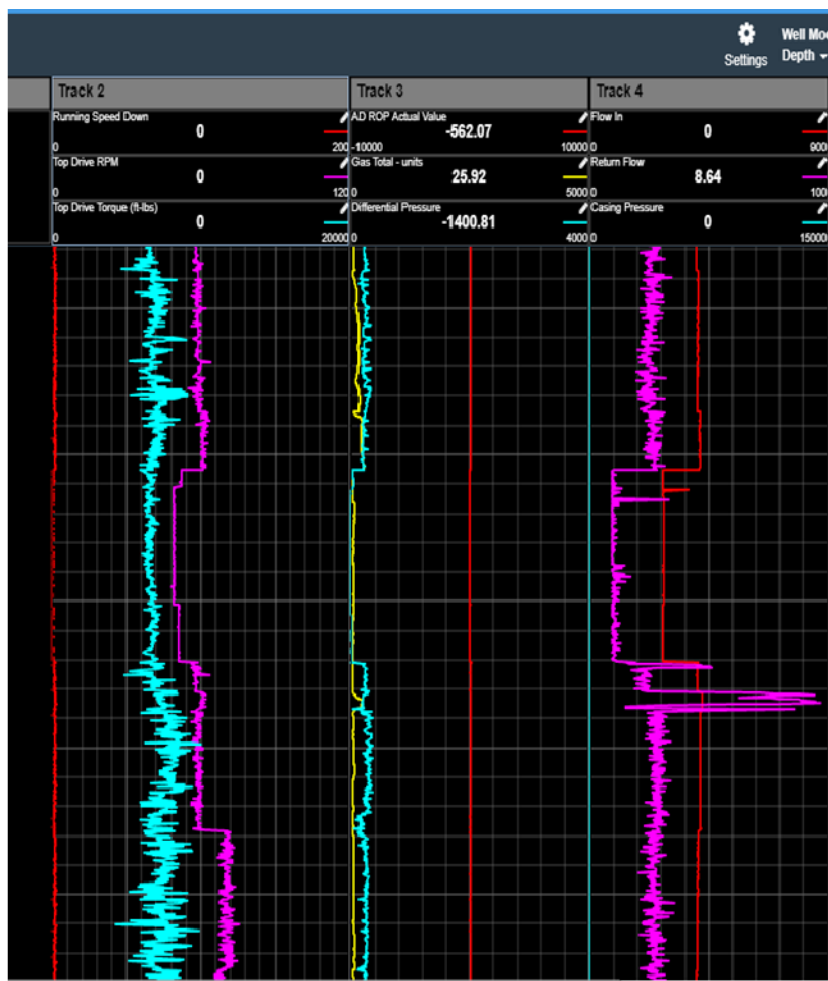 Well Mo
Settings
Depth
Track 2
Track 3
Track 4
Running Speed Down
0
0
200
AD ROP Actual Value
-562.07
-10000
10000
Flow In
0
0
900
Top Drive RPM
0
0
120
Gas Total - units
25.92
0
5000
Return Flow
8.64
0
100
Top Drive Torque (ft-lbs)
0
0
20000
Differential Pressure
-1400.81
0
4000
Casing Pressure
0
0
15000